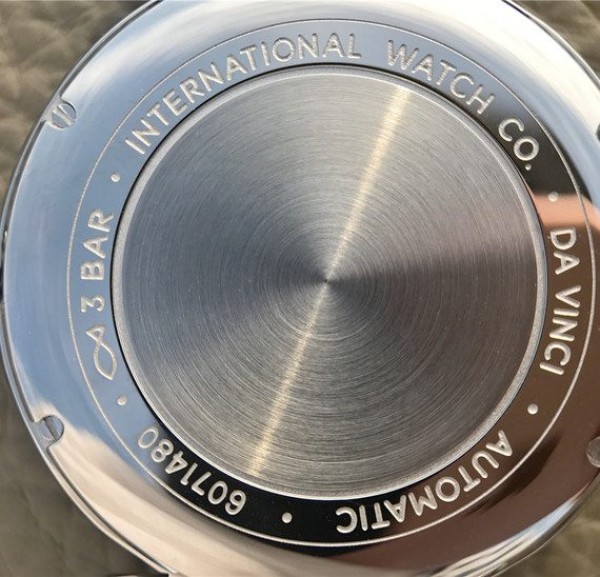 INTERNATIONAL WATCH CO.
DA VINCI
AUTOMATIC
6071480
3 BAR